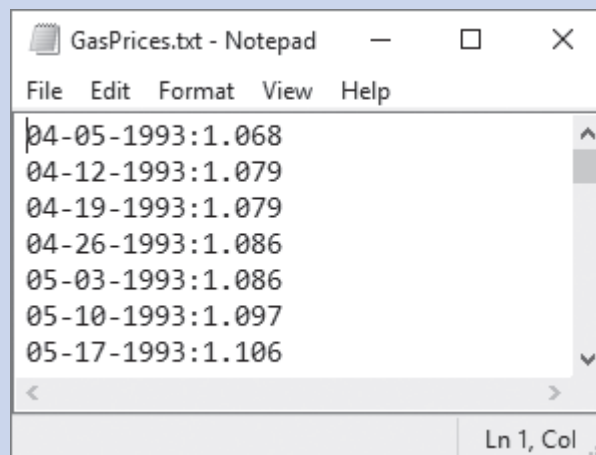 GasPrices.txt - Notepad
File Edit Format View Help
04-05-1993:1.068
04-12-1993:1.079
04-19-1993:1.079
04-26-1993:1.086
05-03-1993:1.086
05-10-1993:1.097
05-17-1993:1.106
Ln 1, Col